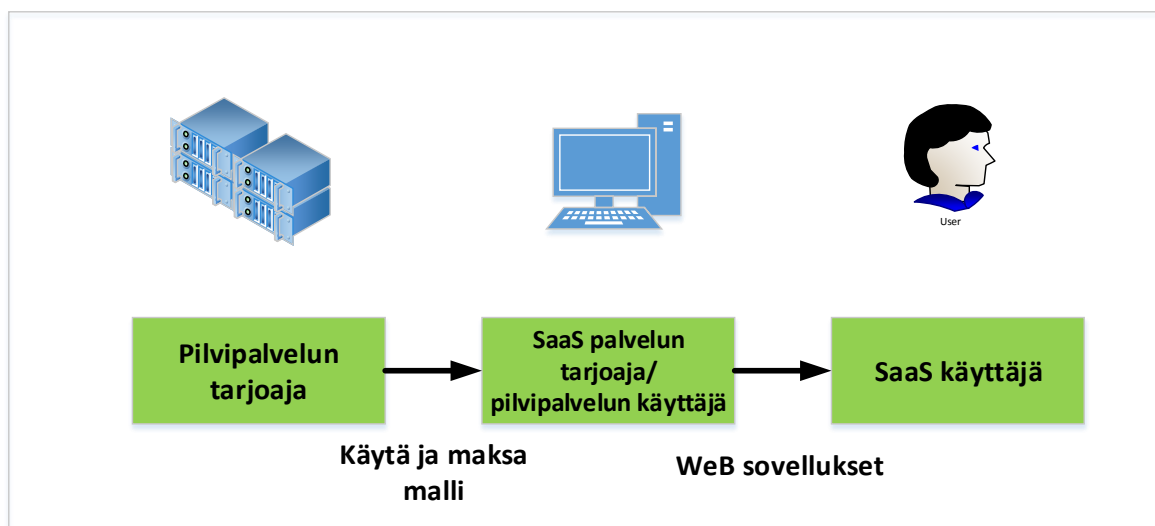 User
Pilvipalvelun
tarjoaja
SaaS palvelun
tarjoaja/
pilvipalvelun käyttäjä
SaaS käyttäjä
Käytä ja maksa
malli
WeB sovellukset